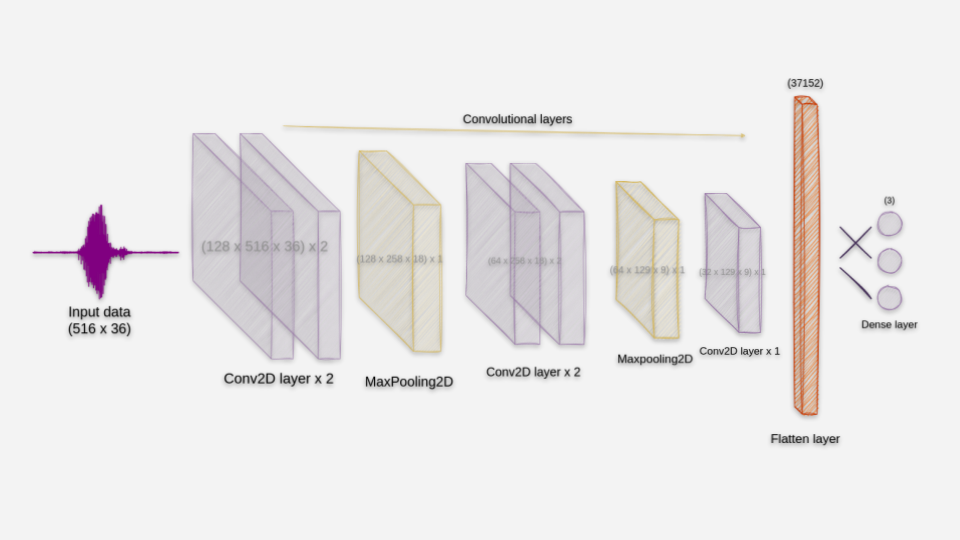 (37152)
Convolutional layers
(3)
(128 x 516 x 36) x 2
(128 x 258 x 18) x 1
(64 x 258 x 18) x 2
(64 x 129 x 8) x 1
(32 x 129 x 9) x 1
Input data
(516 x 36)
Dense layer
Conv2D layer x 2
MaxPooling2D
Conv2D layer x 2
Maxpooling2D
Conv2D layer x 1
Flatten layer